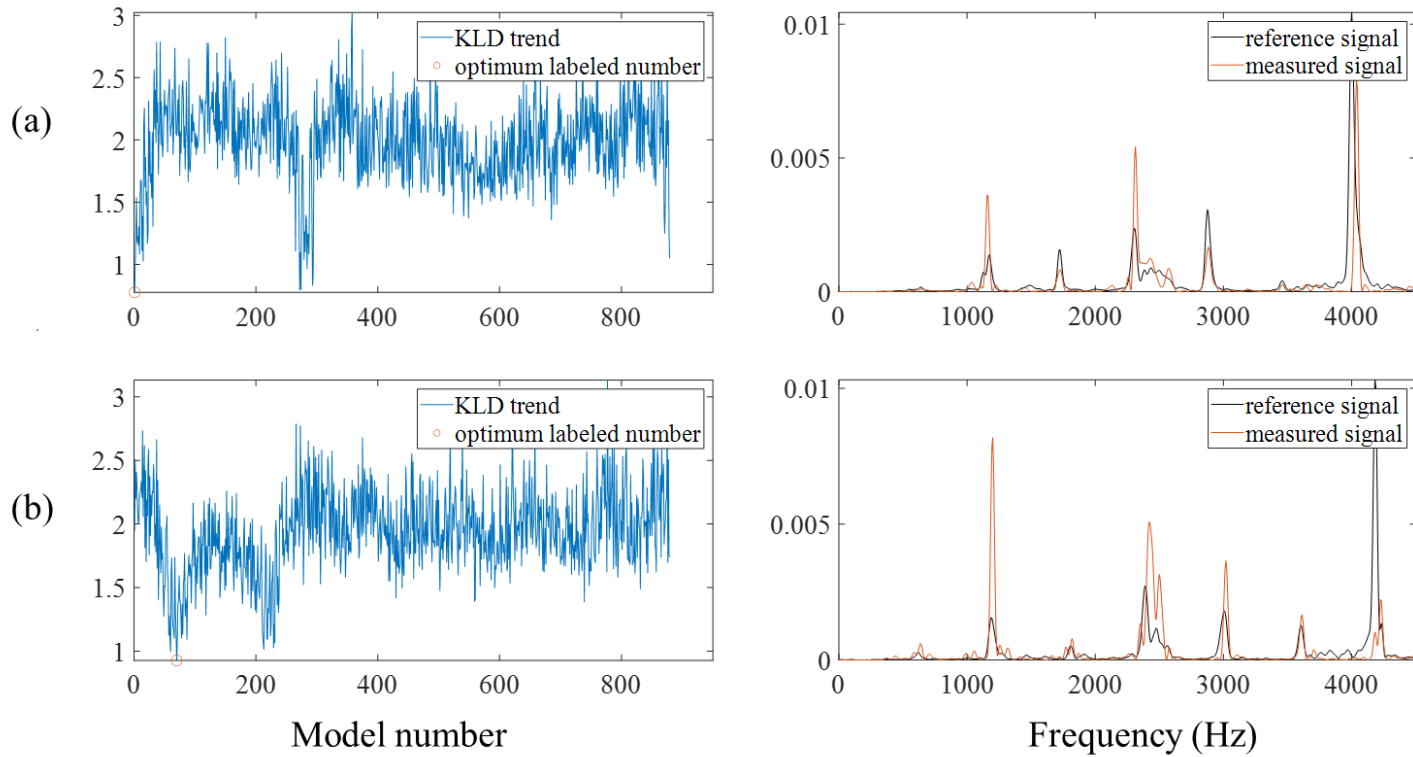 (a)
3
2.5
2
1.5
1
0 200 400 600 800
KLD trend
optimum labeled number
0.01
0.005
0
0 1000 2000 3000 4000
reference signal
measured signal
(b)
3
2.5
2
1.5
1
0 200 400 600 800
KLD trend
optimum labeled number
Model number
0.01
0.005
0
0 1000 2000 3000 4000
reference signal
measured signal
Frequency (Hz)